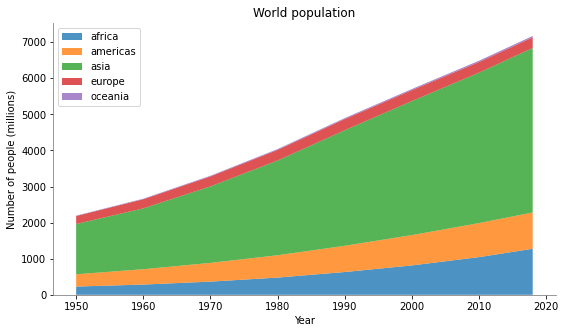 World population
africa
americas
asia
europe
oceania
Number of people (millions)
7000
6000
5000
4000
3000
2000
1000
0
1950 1960 1970 1980 1990 2000 2010 2020
Year